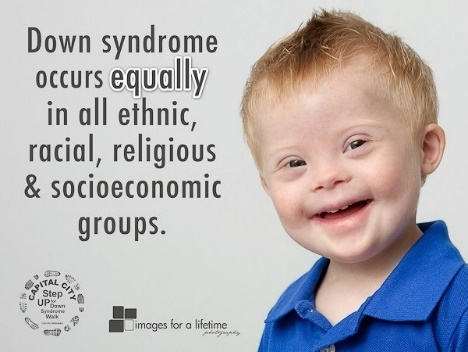 Down syndrome
occurs equally
in all ethnic,
racial, religious
& socioeconomic
groups.
CAPITAL CITY
Step
UP for
Down
Syndrome
Walk
images for a lifetime
photography